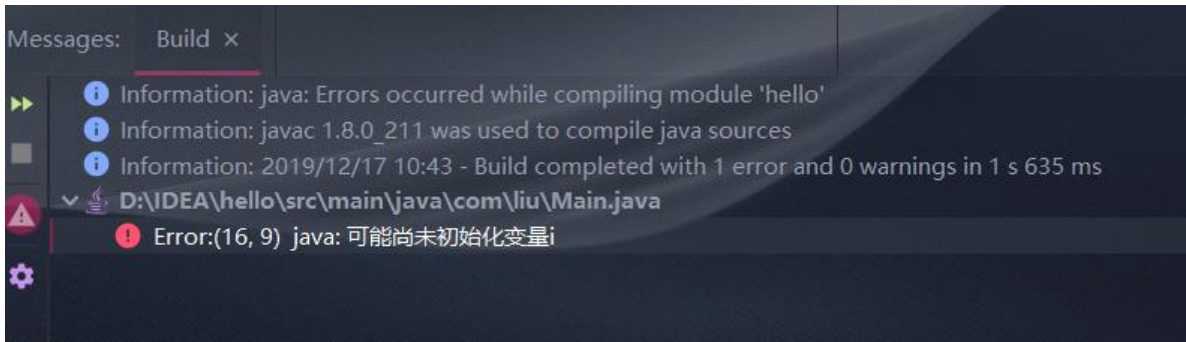 Messages: Build ×
Information: java: Errors occurred while compiling module 'hello'
Information: javac 1.8.0_211 was used to compile java sources
Information: 2019/12/17 10:43 - Build completed with 1 error and 0 warnings in 1 s 635 ms
D:\IDEA\hello\src\main\java\com\liu\Main.java
Error:(16, 9) java: 可能尚未初始化变量i